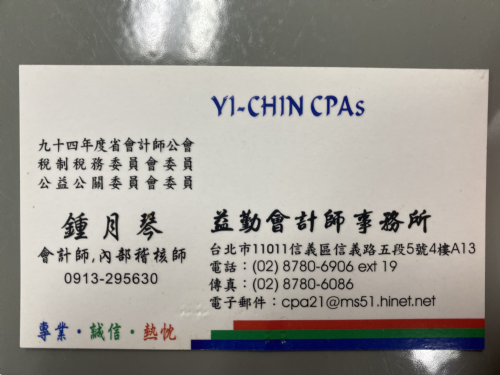 YI-CHIN CPAs
九十四年度省會計師公會
稅制稅務委員會委員
公益公關委員會委員
鍾月琴
會計師,內部稽核師
0913-295630
益勤會計師事務所
台北市11011信義區信義路五段5號4樓A13
電話：(02) 8780-6906 ext 19
傳真：(02) 8780-6086
電子郵件：cpa21@ms51.hinet.net
專業·誠信·熱忱